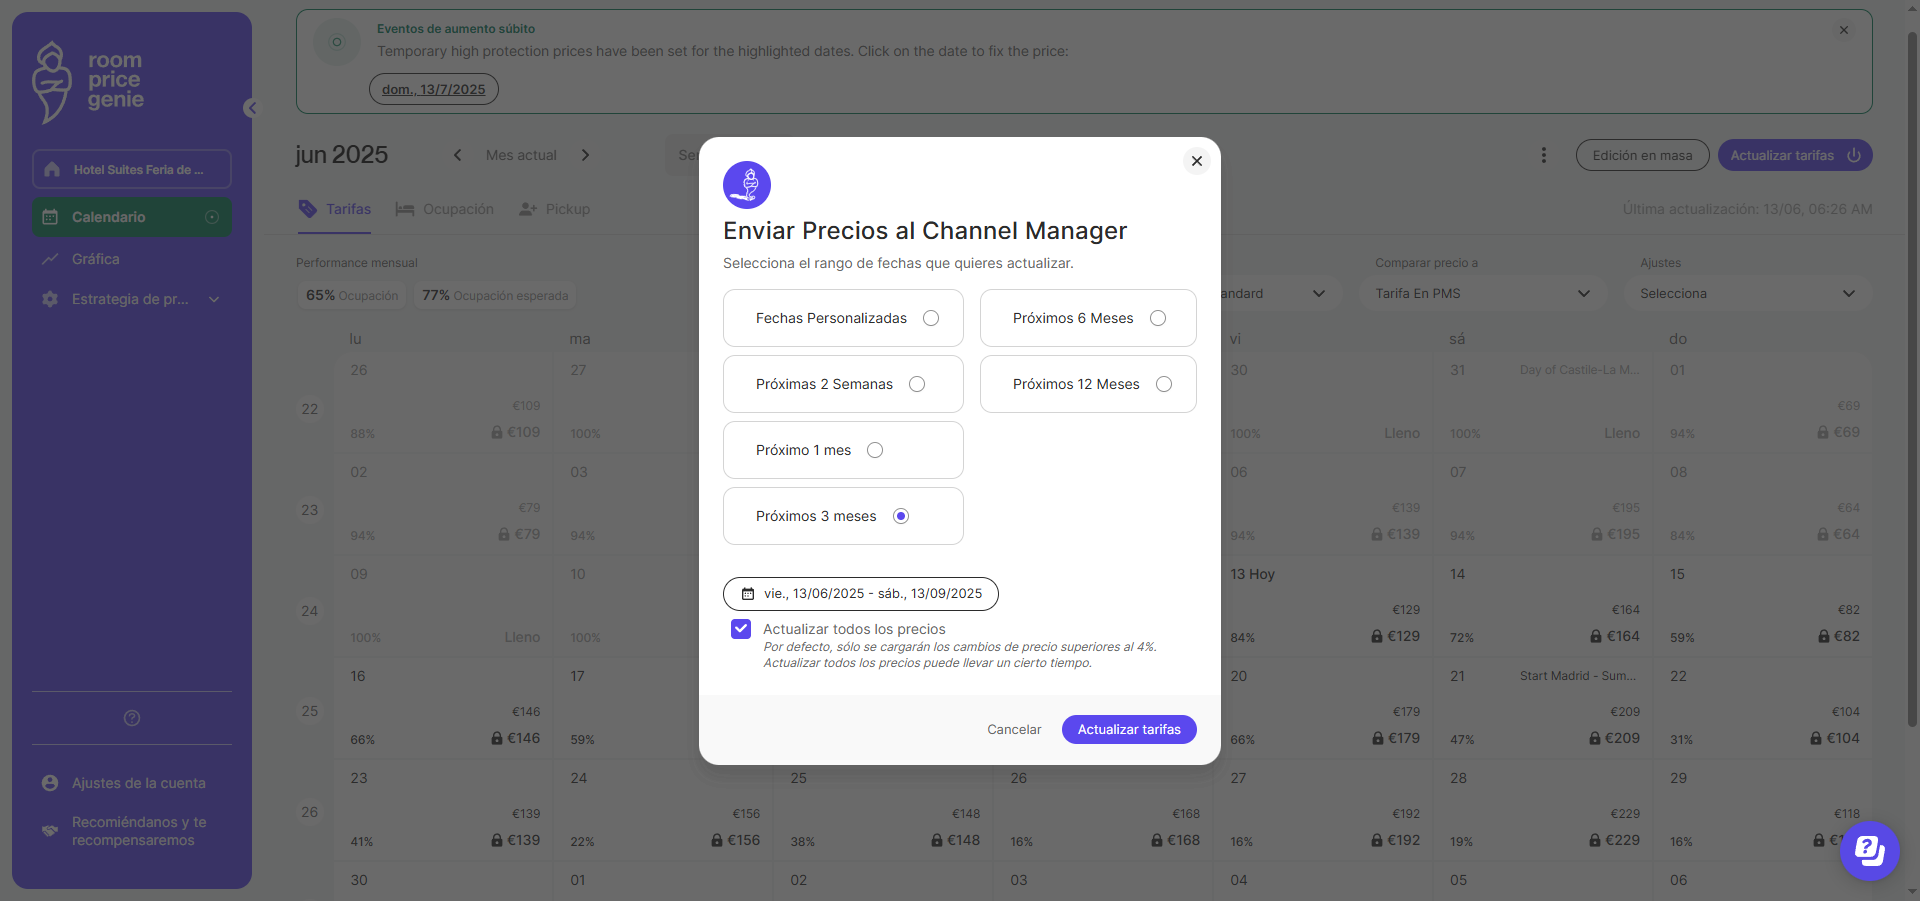 room
price
genie
Hotel Suites Feria de ...
Calendario
Gráfica
Estrategia de pr...
Ajustes de la cuenta
Recomiéndanos y te
recompensaremos
Eventos de aumento súbito
Temporary high protection prices have been set for the highlighted dates. Click on the date to fix the price:
dom., 13/7/2025
jun 2025
Mes actual
Edición en masa
Actualizar tarifas
Tarifas
Ocupación
Pickup
Última actualización: 13/06, 06:26 AM
Performance mensual
65% Ocupación
77% Ocupación esperada
Comparar precio a
Tarifa En PMS
Ajustes
Selecciona
Enviar Precios al Channel Manager
Selecciona el rango de fechas que quieres actualizar.
Fechas Personalizadas
Próximos 6 Meses
Próximas 2 Semanas
Próximos 12 Meses
Próximo 1 mes
Próximos 3 meses
vie., 13/06/2025 - sáb., 13/09/2025
Actualizar todos los precios
Por defecto, sólo se cargarán los cambios de precio superiores al 4%.
Actualizar todos los precios puede llevar un cierto tiempo.
Cancelar
Actualizar tarifas
lu ma vi sá do
26 27 30 31 Day of Castile-La M... 01
22
€109 €69
88% €109 100% 100% Lleno 100% Lleno 94% €69
02 03 06 07 08
23
€79 €139 €195 €64
94% €79 94% 94% €139 94% €195 84% €64
09 10 13 Hoy 14 15
24
€129 €164 €82
100% Lleno 100% 84% €129 72% €164 59% €82
16 17 20 21 Start Madrid - Sum... 22
25
€146 €179 €209 €104
66% €146 59% 66% €179 47% €209 31% €104
23 24 25 26 27 28 29
26
€139 €156 €148 €168 €192 €229 €118
41% €139 22% €156 38% €148 16% €168 16% €192 19% €229 16%
30 01 02 03 04 05 06